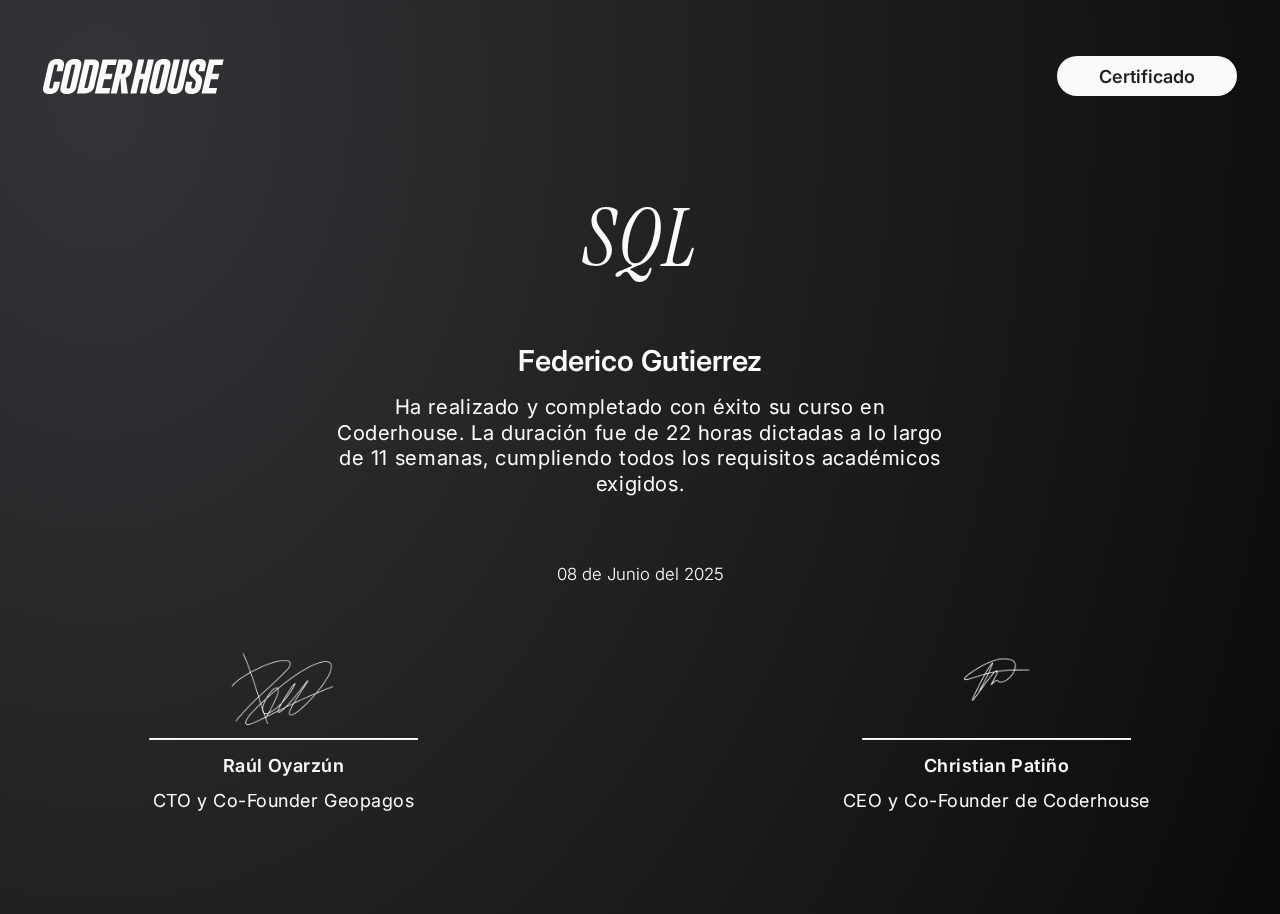 CODERHOUSE
Certificado
SQL
Federico Gutierrez
Ha realizado y completado con éxito su curso en
Coderhouse. La duración fue de 22 horas dictadas a lo largo
de 11 semanas, cumpliendo todos los requisitos académicos
exigidos.
08 de Junio del 2025
Raúl Oyarzún
CTO y Co-Founder Geopagos
Christian Patiño
CEO y Co-Founder de Coderhouse